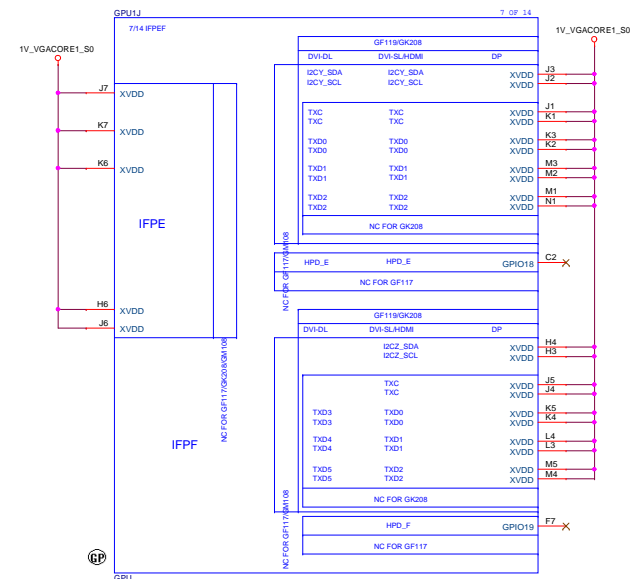 GPU1J 7 OF 14
7/14 IFPEF
1V_VGACORE1_S0
1V_VGACORE1_S0
GF119/GK208
DVI-DL DVI-SL/HDMI DP
I2CY_SDA I2CY_SDA XVDD J3
I2CY_SCL I2CY_SCL XVDD J2
J7 XVDD
TXC TXC XVDD J1
TXC TXC XVDD K1
K7 XVDD
TXD0 TXD0 XVDD K3
TXD0 TXD0 XVDD K2
K6 XVDD
TXD1 TXD1 XVDD M3
TXD1 TXD1 XVDD M2
TXD2 TXD2 XVDD M1
TXD2 TXD2 XVDD N1
IFPE
NC FOR GK208
NC FOR GF117/GM108
HPD_E HPD_E GPIO18 C2
NC FOR GF117
H6 XVDD
J6 XVDD
GF119/GK208
DVI-DL DVI-SL/HDMI DP
I2CZ_SDA XVDD H4
I2CZ_SCL XVDD H3
NC FOR GF117/GK208/GM108
TXC XVDD J5
TXC XVDD J4
TXD3 TXD0 XVDD K5
TXD3 TXD0 XVDD K4
IFPF
TXD4 TXD1 XVDD L4
TXD4 TXD1 XVDD L3
TXD5 TXD2 XVDD M5
TXD5 TXD2 XVDD M4
NC FOR GK208
NC FOR GF117/GM108
HPD_F GPIO19 F7
NC FOR GF117
GP
GPU